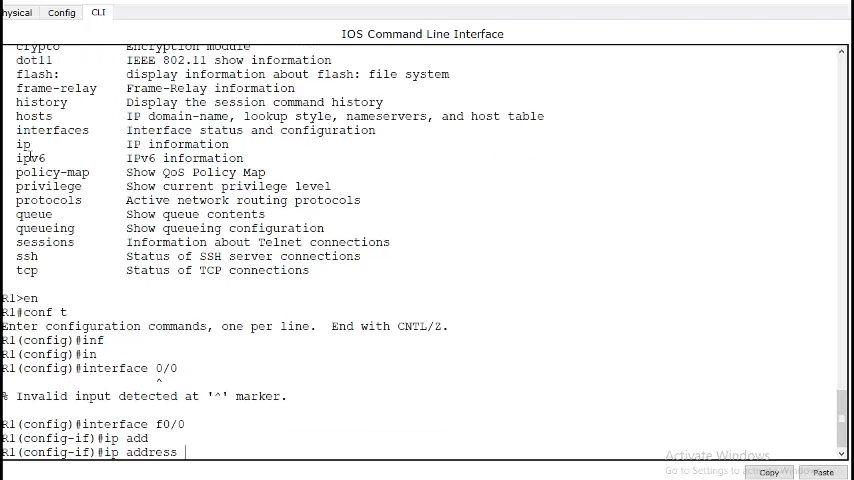 hysical Config CLI
IOS Command Line Interface
crypto Encryption module
dot11 IEEE 802.11 show information
flash: display information about flash: file system
frame-relay Frame-Relay information
history Display the session command history
hosts IP domain-name, lookup style, nameservers, and host table
interfaces Interface status and configuration
ip IP information
ipv6 IPv6 information
policy-map Show QoS Policy Map
privilege Show current privilege level
protocols Active network routing protocols
queue Show queue contents
queueing Show queueing configuration
sessions Information about Telnet connections
ssh Status of SSH server connections
tcp Status of TCP connections
R1>en
R1#conf t
Enter configuration commands, one per line. End with CNTL/Z.
R1(config)#inf
R1(config)#in
R1(config)#interface 0/0
^
% Invalid input detected at '^' marker.
R1(config)#interface f0/0
R1(config-if)#ip add
R1(config-if)#ip address
Activate Windows
Go to Settings to activate Windows.
Copy Paste